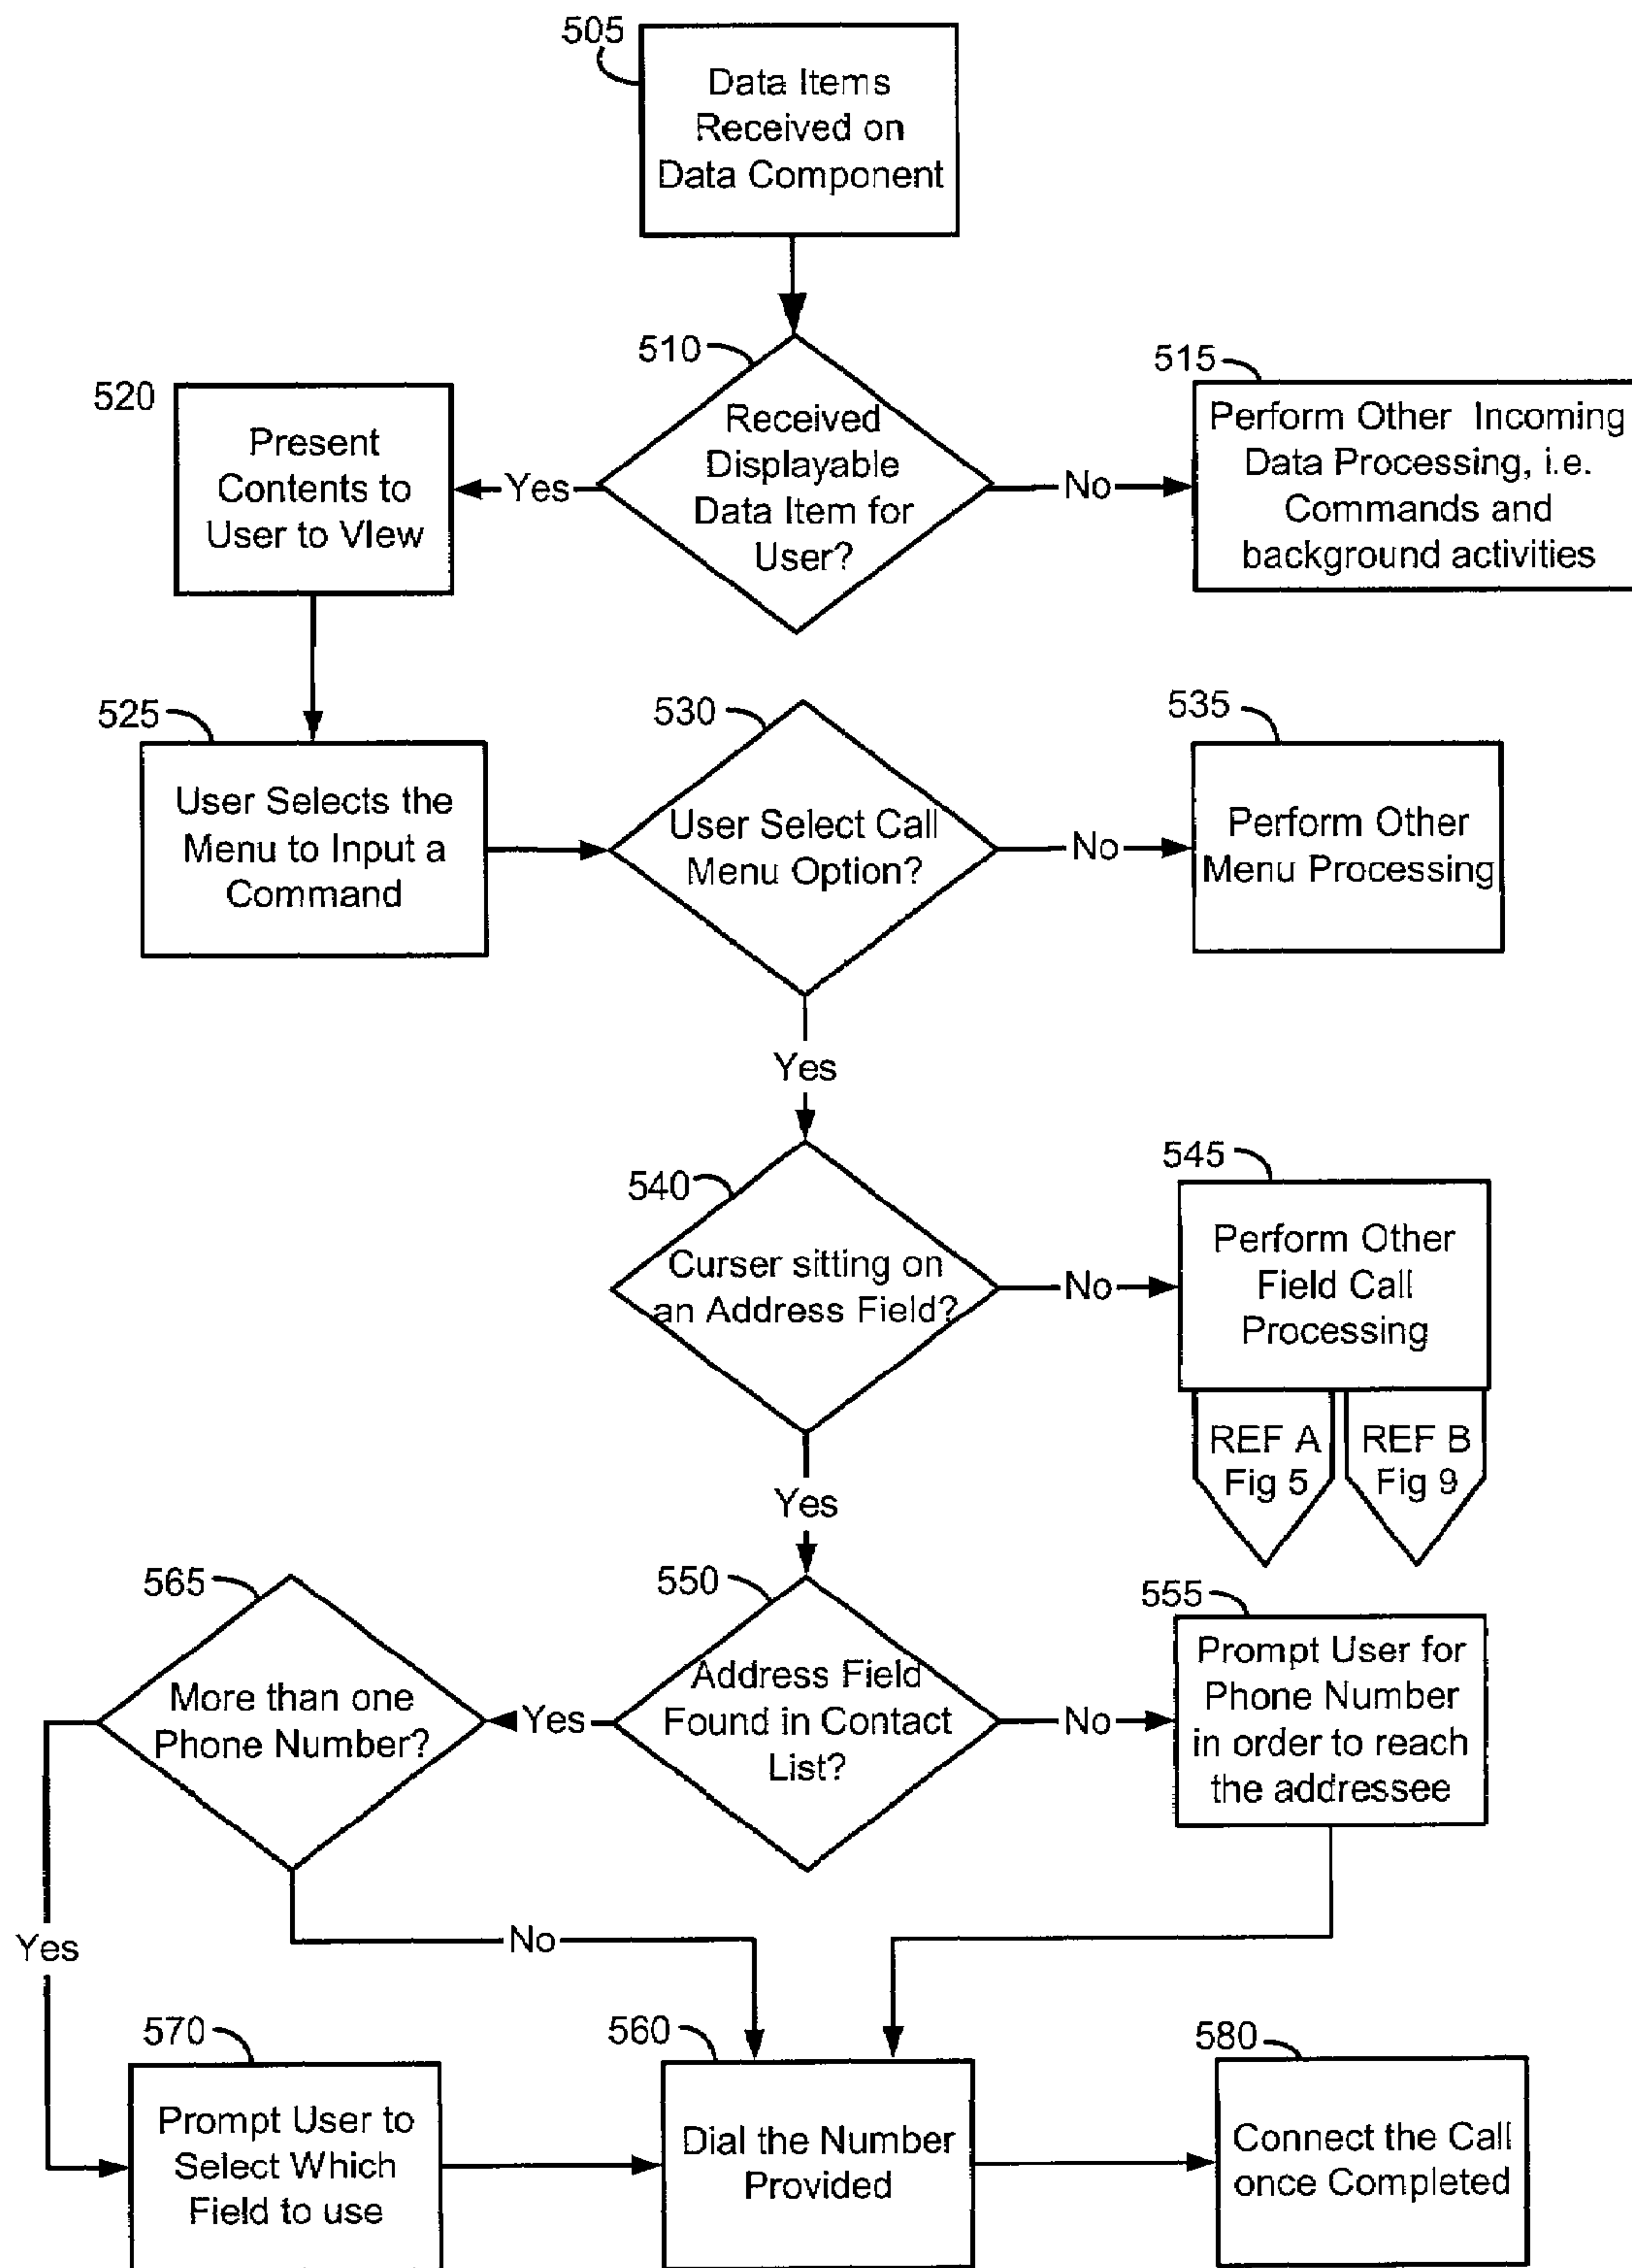 505
Data Items
Received on
Data Component
510
Received
Displayable
Data Item for
User?
515
Perform Other Incoming
Data Processing, i.e.
Commands and
background activities
No
Yes
520
Present
Contents to
User to VIew
525
User Selects the
Menu to Input a
Command
530
User Select Call
Menu Option?
No
535
Perform Other
Menu Processing
Yes
540
Curser sitting on
an Address Field?
No
545
Perform Other
Field Call
Processing
REF A
Fig 5
REF B
Fig 9
Yes
550
Address Field
Found in Contact
List?
No
555
Prompt User for
Phone Number
in order to reach
the addressee
Yes
565
More than one
Phone Number?
No
Yes
570
Prompt User to
Select Which
Field to use
560
Dial the Number
Provided
580
Connect the Call
once Completed